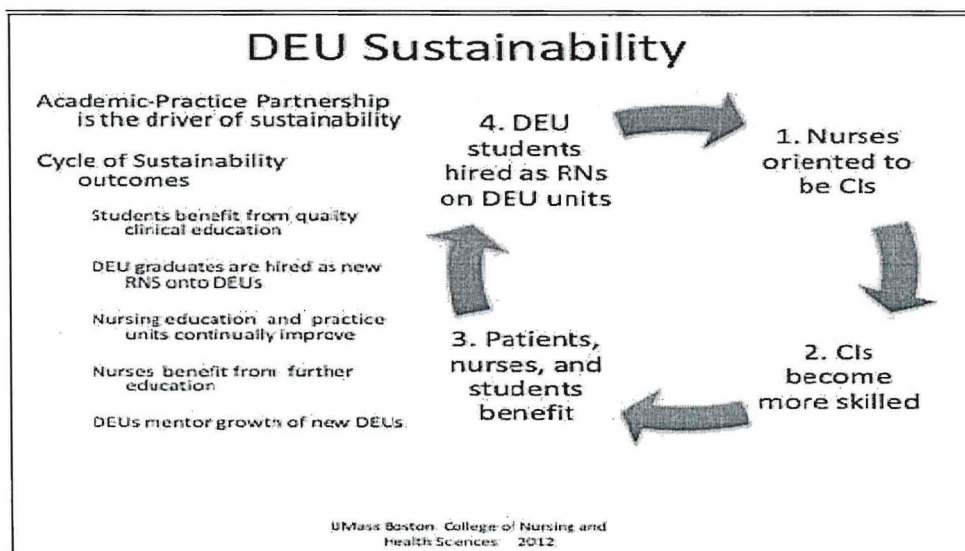 DEU Sustainability
Academic-Practice Partnership
is the driver of sustainability
Cycle of Sustainability
outcomes
Students benefit from quality
clinical education
DEU graduates are hired as new
RNS onto DEUs
Nursing education and practice
units continually improve
Nurses benefit from further
education
DEUs mentor growth of new DEUs
4. DEU
students
hired as RNs
on DEU units
1. Nurses
oriented to
be CIs
2. CIs
become
more skilled
3. Patients,
nurses, and
students
benefit
UMass Boston College of Nursing and
Health Sciences 2012